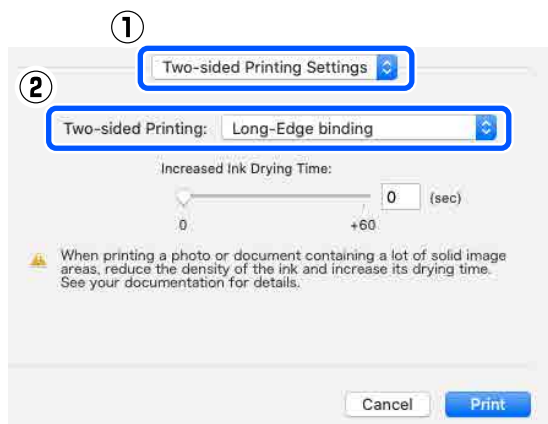 ①
Two-sided Printing Settings
②
Two-sided Printing: Long-Edge binding
Increased Ink Drying Time:
0 (sec)
0 +60
When printing a photo or document containing a lot of solid image
areas, reduce the density of the ink and increase its drying time.
See your documentation for details.
Cancel Print